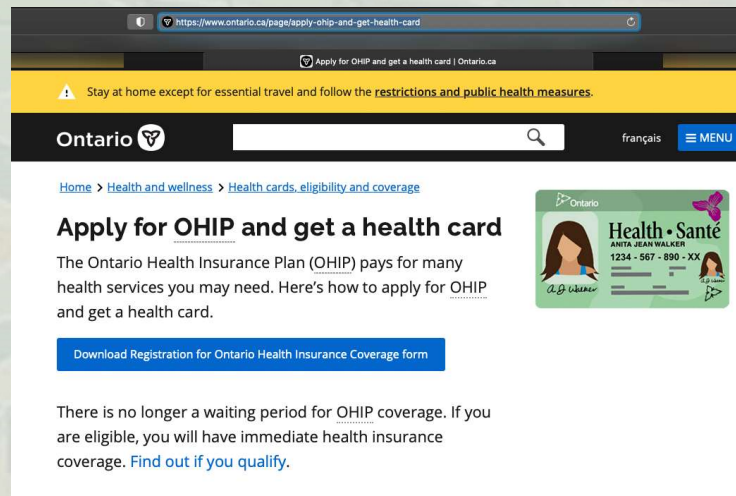 https://www.ontario.ca/page/apply-ohip-and-get-health-card
Apply for OHIP and get a health card | Ontario.ca
Stay at home except for essential travel and follow the restrictions and public health measures.
Ontario
français
MENU
Home > Health and wellness > Health cards, eligibility and coverage
Apply for OHIP and get a health card
The Ontario Health Insurance Plan (OHIP) pays for many
health services you may need. Here's how to apply for OHIP
and get a health card.
Download Registration for Ontario Health Insurance Coverage form
There is no longer a waiting period for OHIP coverage. If you
are eligible, you will have immediate health insurance
coverage. Find out if you qualify.
Ontario
Health • Santé
ANITA JEAN WALKER
1234 - 567 - 890 - XX